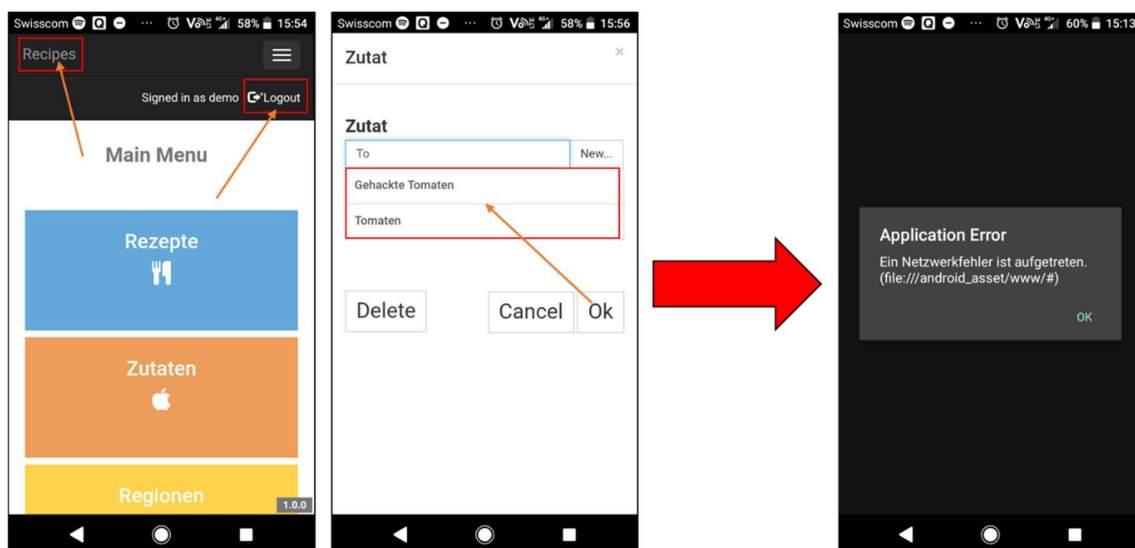 Swisscom 58% 15:54
Recipes
Signed in as demo Logout
Main Menu
Rezepte
Zutaten
Regionen
1.0.0
Swisscom 58% 15:56
Zutat
×
Zutat
To New...
Gehackte Tomaten
Tomaten
Delete Cancel Ok
Swisscom 60% 15:13
Application Error
Ein Netzwerkfehler ist aufgetreten.
(file:///android_asset/www/#)
OK